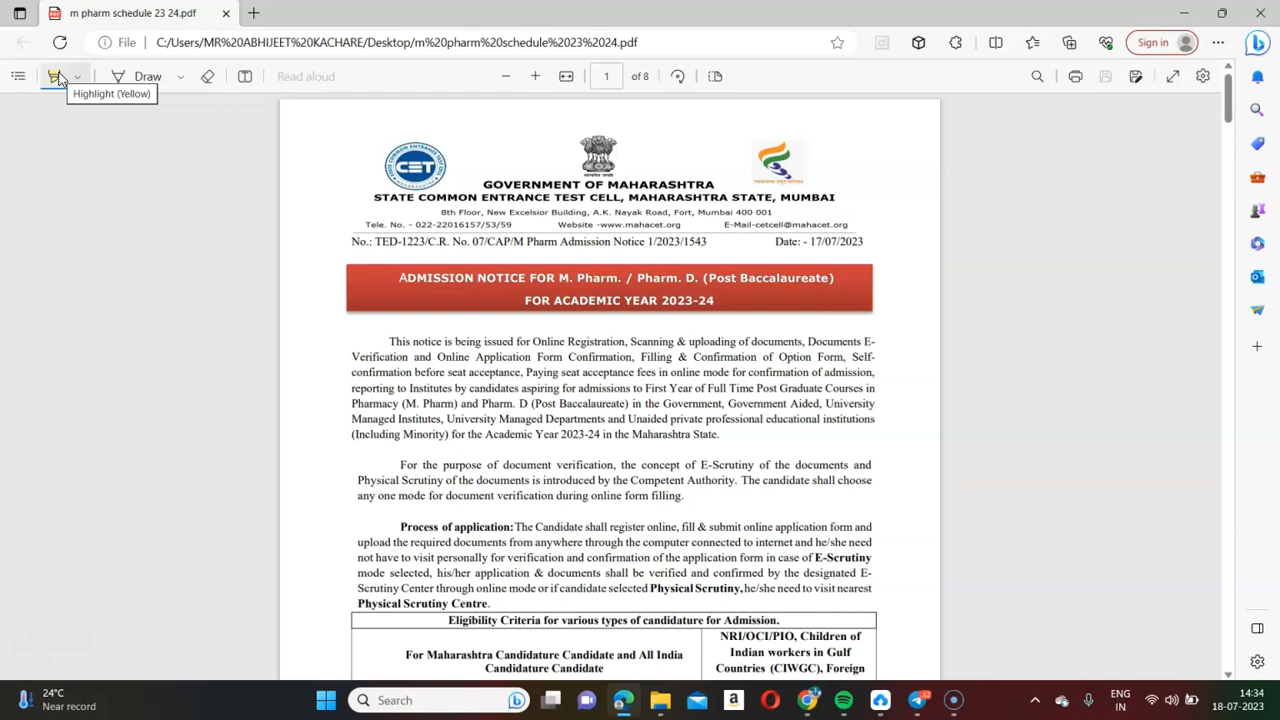 m pharm schedule 23 24.pdf
File
C:/Users/MR%20ABHIJEET%20KACHARE/Desktop/m%20pharm%20schedule%2023%2024.pdf
Sign in
Draw
Read aloud
1
of 8
Highlight (Yellow)
CET
GOVERNMENT OF MAHARASHTRA
STATE COMMON ENTRANCE TEST CELL, MAHARASHTRA STATE, MUMBAI
8th Floor, New Excelsior Building, A.K. Nayak Road, Fort, Mumbai 400 001
Tele. No. - 022-22016157/53/59 Website -www.mahacet.org E-Mail-cetcell@mahacet.org
No.: TED-1223/C.R. No. 07/CAP/M Pharm Admission Notice 1/2023/1543 Date: - 17/07/2023
ADMISSION NOTICE FOR M. Pharm. / Pharm. D. (Post Baccalaureate)
FOR ACADEMIC YEAR 2023-24
This notice is being issued for Online Registration, Scanning & uploading of documents, Documents E-
Verification and Online Application Form Confirmation, Filling & Confirmation of Option Form, Self-
confirmation before seat acceptance, Paying seat acceptance fees in online mode for confirmation of admission,
reporting to Institutes by candidates aspiring for admissions to First Year of Full Time Post Graduate Courses in
Pharmacy (M. Pharm) and Pharm. D (Post Baccalaureate) in the Government, Government Aided, University
Managed Institutes, University Managed Departments and Unaided private professional educational institutions
(Including Minority) for the Academic Year 2023-24 in the Maharashtra State.
For the purpose of document verification, the concept of E-Scrutiny of the documents and
Physical Scrutiny of the documents is introduced by the Competent Authority. The candidate shall choose
any one mode for document verification during online form filling.
Process of application: The Candidate shall register online, fill & submit online application form and
upload the required documents from anywhere through the computer connected to internet and he/she need
not have to visit personally for verification and confirmation of the application form in case of E-Scrutiny
mode selected, his/her application & documents shall be verified and confirmed by the designated E-
Scrutiny Center through online mode or if candidate selected Physical Scrutiny, he/she need to visit nearest
Physical Scrutiny Centre.
Eligibility Criteria for various types of candidature for Admission.
For Maharashtra Candidature Candidate and All India
Candidature Candidate
NRI/OCI/PIO, Children of
Indian workers in Gulf
Countries (CIWGC), Foreign
24°C
Near record
Search
ENG
IN
14:34
18-07-2023